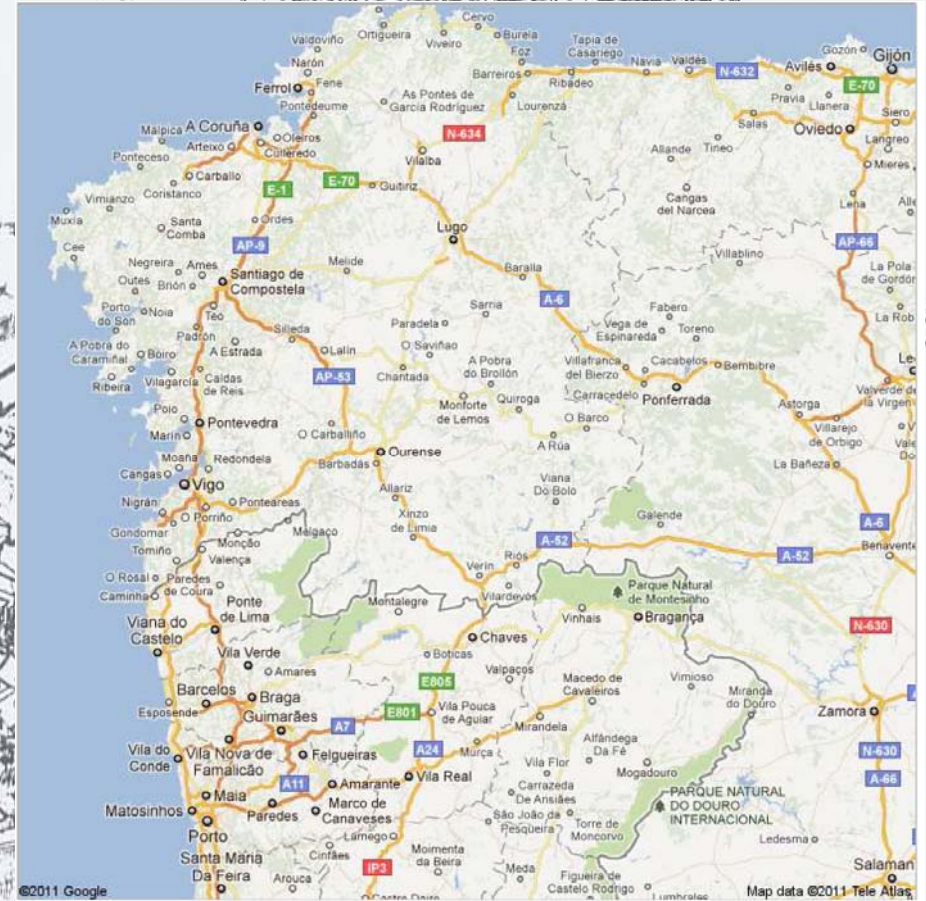 Cervo
Ortigueira
Viveiro
Burela
Valdoviño
Foz
Tapia de
Casariego
Gozón
Gijón
Narón
Barreiros
Ribadeo
Navia
Valdés
N-632
Avilés
E-70
Fene
Ferrol
As Pontes de
García Rodríguez
Lourenzá
Pravia
Llanera
Siero
Pontedeume
Salas
Oviedo
Langreo
Malpica
A Coruña
Oleiros
N-634
Arteixo
Culleredo
Vilalba
Allande
Tineo
Mieres
Ponteceso
Carballo
E-1
E-70
Guitiriz
Coristanco
Cangas
del Narcea
Lena
Alle
Vimianzo
Muxía
Santa
Comba
Ordes
Lugo
AP-66
Cee
AP-9
Villablino
Negreira
Ames
Melide
Baralla
La Pola
de Gordón
Outes
Brión
Santiago de
Compostela
A-6
Porto
do Son
Noia
Teo
Sarria
Fabero
La Rob
Padrón
Silleda
Paradela
Vega de
Espinareda
Toreno
A Pobra do
Caramiñal
Boiro
A Estrada
Lalín
O Saviñao
A Pobra
do Brollón
Villafranca
del Bierzo
Cacabelos
Bembibre
Le
Ribeira
Vilagarcía
Caldas
de Reis
AP-53
Chantada
Carracedelo
Ponferrada
Valverde de
la Virgen
Poio
Monforte
de Lemos
Quiroga
Astorga
Pontevedra
O Carballiño
O Barco
Villarejo
de Orbigo
Vale
Do
Marín
A Rúa
Moaña
Redondela
Ourense
Barbadás
La Bañeza
Cangas
Vigo
Allariz
Viana
Do Bolo
Nigrán
Ponteareas
O Porriño
Xinzo
de Limia
Galende
A-6
Gondomar
Melgaço
Monção
A-52
A-52
Tomiño
Valença
Riós
Benavente
Verín
O Rosal
Paredes
de Coura
Parque Natural
de Montesinho
Caminha
Ponte
de Lima
Montalegre
Vilardevós
Vinhais
Bragança
N-630
Viana do
Castelo
Chaves
Vila Verde
Boticas
Amares
Valpaços
E805
Macedo de
Cavaleiros
Vimioso
Miranda
do Douro
Barcelos
Braga
Esposende
Guimarães
E801
Vila Pouca
de Aguiar
Zamora
A7
Mirandela
Vila do
Conde
Vila Nova de
Famalicão
Felgueiras
A24
Murça
Alfândega
Da Fé
N-630
Vila Flor
A11
Amarante
Vila Real
Mogadouro
A-66
Maia
Carrazeda
De Ansiães
PARQUE NATURAL
DO DOURO
INTERNACIONAL
Matosinhos
Paredes
Marco de
Canaveses
São João da
Pesqueira
Torre de
Moncorvo
Porto
Lamego
Ledesma
Santa Maria
Da Feira
Cinfães
Moimenta
da Beira
Salaman
Arouca
IP3
Meda
Figueira de
Castelo Rodrigo
©2011 Google
Castro Daire
Lumbrales
Map data ©2011 Tele Atlas